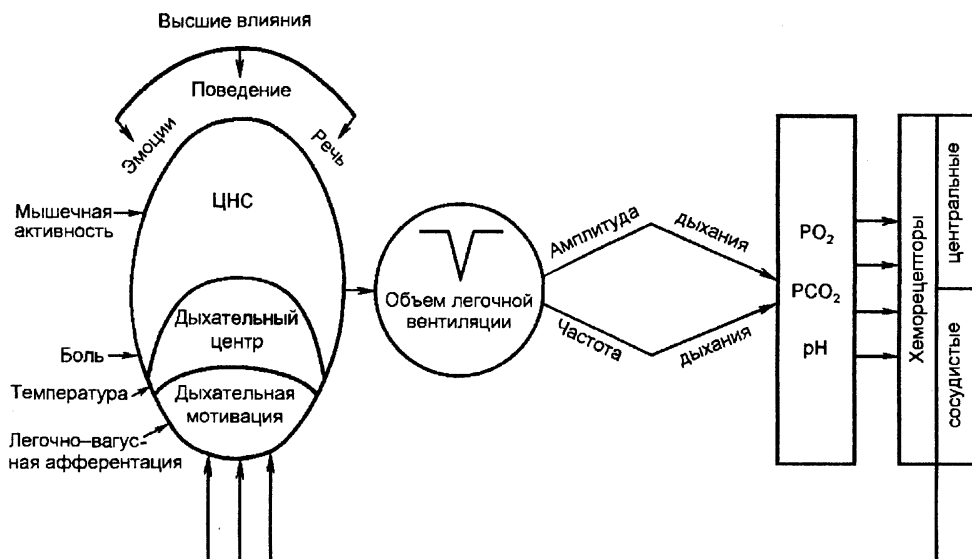 Высшие влияния
Поведение
Эмоции
Речь
ЦНС
Мышечная
активность
Дыхательный
центр
Боль
Температура
Дыхательная
мотивация
Легочно–вагус-
ная афферентация
Объем легочной
вентиляции
Амплитуда
дыхания
Частота
дыхания
PO₂
PCO₂
pH
Хеморецепторы
центральные
сосудистые